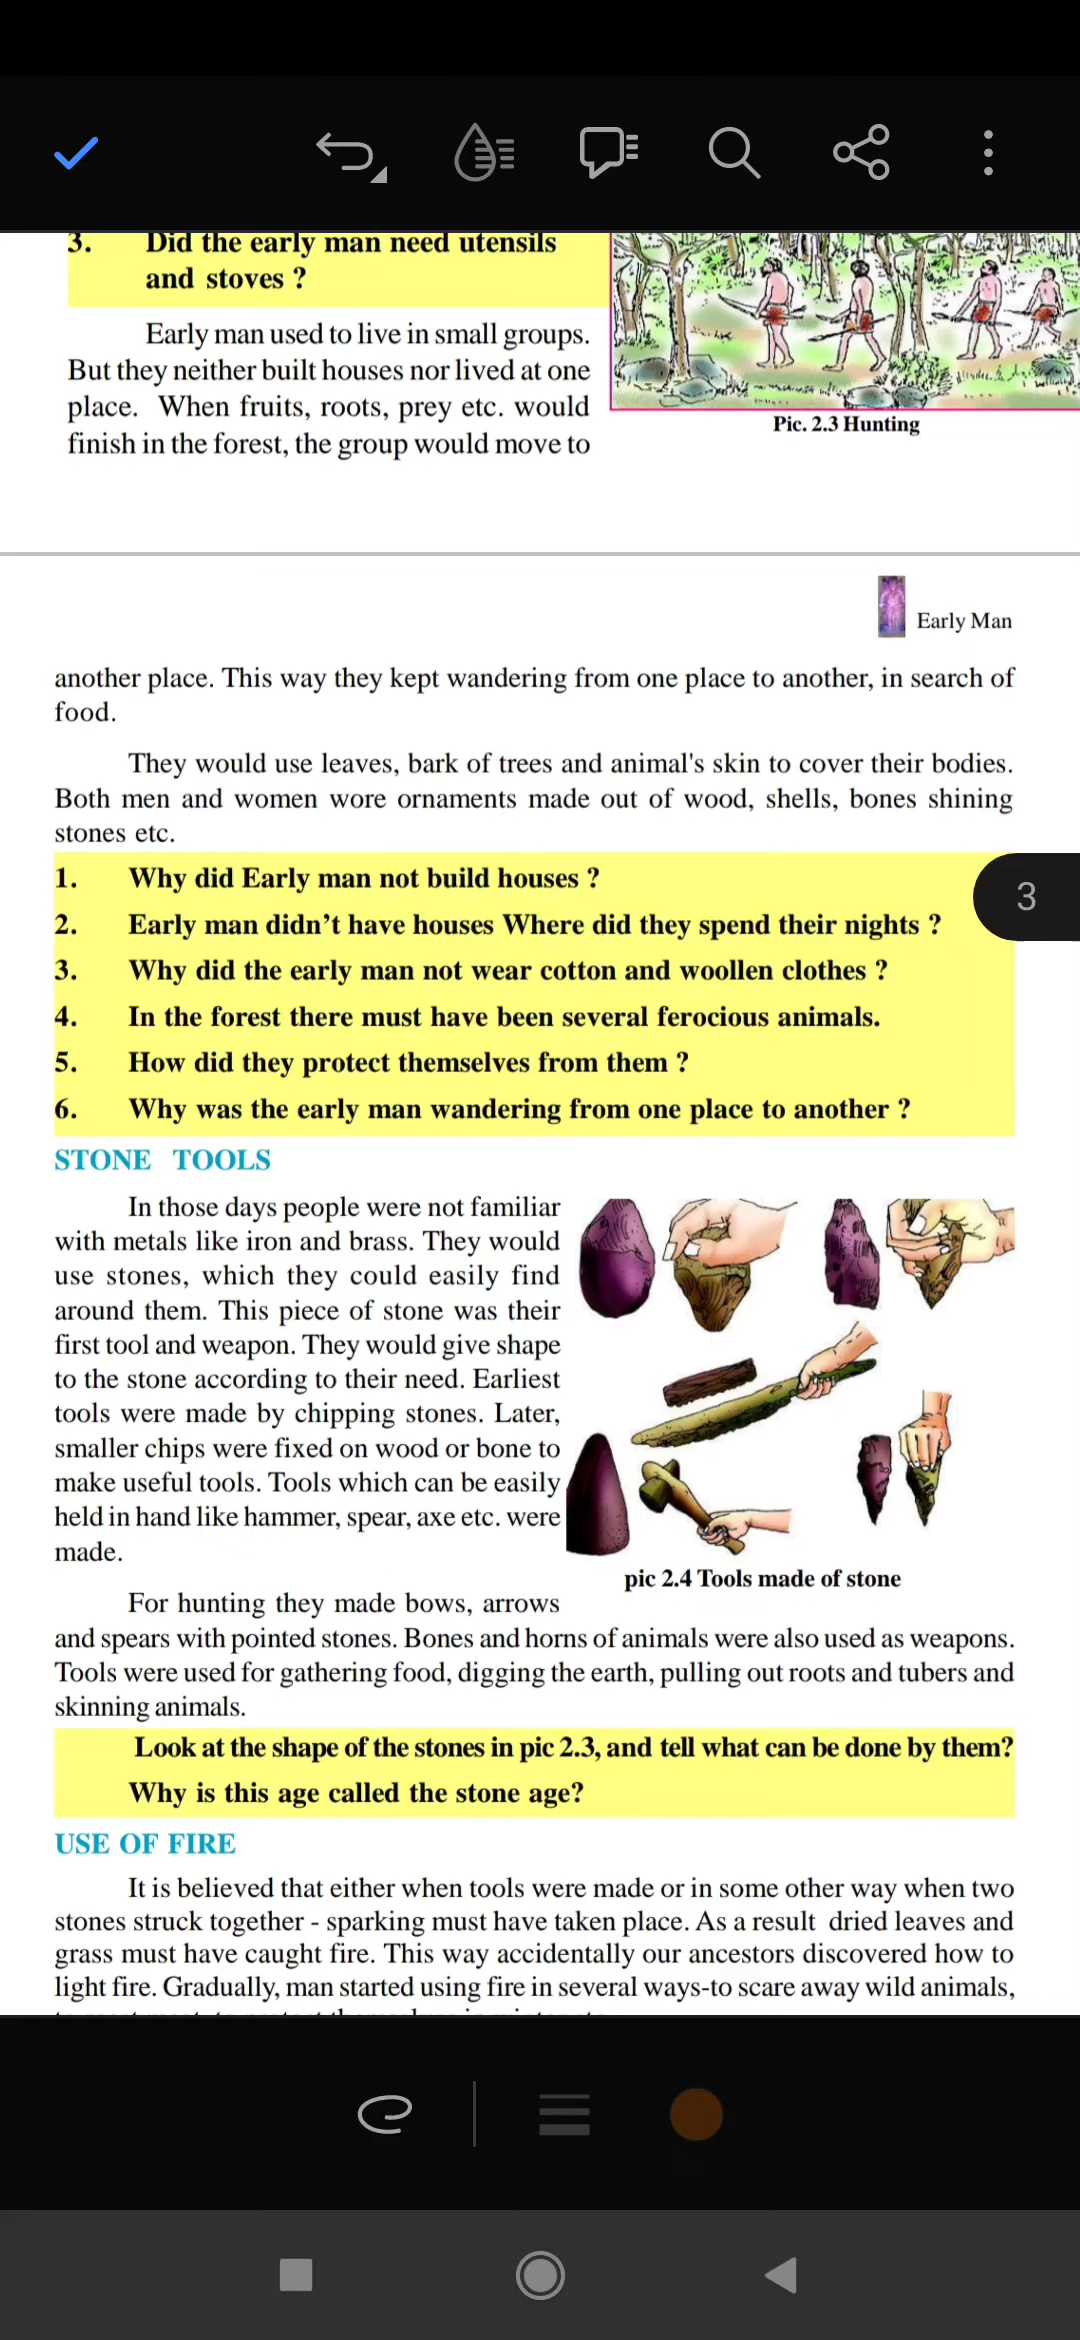 3. Did the early man need utensils
and stoves ?
Early man used to live in small groups.
But they neither built houses nor lived at one
place. When fruits, roots, prey etc. would
finish in the forest, the group would move to
Pic. 2.3 Hunting
Early Man
another place. This way they kept wandering from one place to another, in search of
food.
They would use leaves, bark of trees and animal's skin to cover their bodies.
Both men and women wore ornaments made out of wood, shells, bones shining
stones etc.
1. Why did Early man not build houses ?
3
2. Early man didn’t have houses Where did they spend their nights ?
3. Why did the early man not wear cotton and woollen clothes ?
4. In the forest there must have been several ferocious animals.
5. How did they protect themselves from them ?
6. Why was the early man wandering from one place to another ?
STONE TOOLS
In those days people were not familiar
with metals like iron and brass. They would
use stones, which they could easily find
around them. This piece of stone was their
first tool and weapon. They would give shape
to the stone according to their need. Earliest
tools were made by chipping stones. Later,
smaller chips were fixed on wood or bone to
make useful tools. Tools which can be easily
held in hand like hammer, spear, axe etc. were
made.
pic 2.4 Tools made of stone
For hunting they made bows, arrows
and spears with pointed stones. Bones and horns of animals were also used as weapons.
Tools were used for gathering food, digging the earth, pulling out roots and tubers and
skinning animals.
Look at the shape of the stones in pic 2.3, and tell what can be done by them?
Why is this age called the stone age?
USE OF FIRE
It is believed that either when tools were made or in some other way when two
stones struck together - sparking must have taken place. As a result dried leaves and
grass must have caught fire. This way accidentally our ancestors discovered how to
light fire. Gradually, man started using fire in several ways-to scare away wild animals,